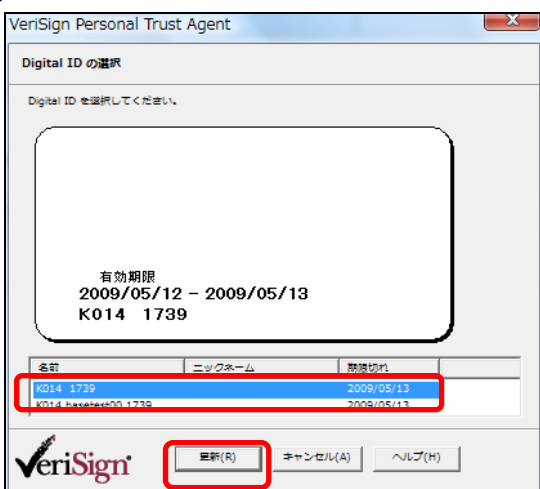 VeriSign Personal Trust Agent
X
Digital ID の選択
Digital ID を選択してください。
有効期限
2009/05/12 - 2009/05/13
K014 1739
名前 ニックネーム 期限切れ
K014 1739 2009/05/13
K014 basetest00 1739 2009/05/13
VeriSign 更新(R) キャンセル(A) ヘルプ(H)